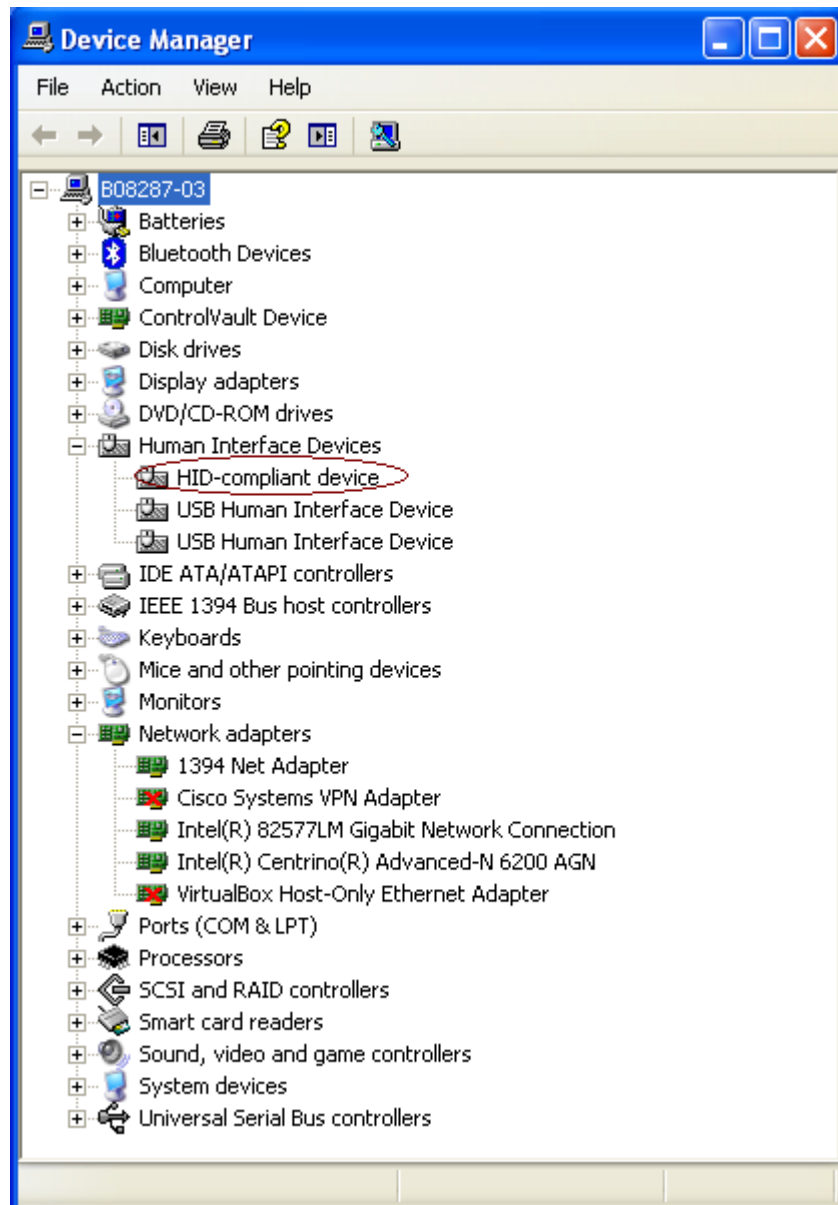 Device Manager
File Action View Help
B08287-03
Batteries
Bluetooth Devices
Computer
ControlVault Device
Disk drives
Display adapters
DVD/CD-ROM drives
Human Interface Devices
HID-compliant device
USB Human Interface Device
USB Human Interface Device
IDE ATA/ATAPI controllers
IEEE 1394 Bus host controllers
Keyboards
Mice and other pointing devices
Monitors
Network adapters
1394 Net Adapter
Cisco Systems VPN Adapter
Intel(R) 82577LM Gigabit Network Connection
Intel(R) Centrino(R) Advanced-N 6200 AGN
VirtualBox Host-Only Ethernet Adapter
Ports (COM & LPT)
Processors
SCSI and RAID controllers
Smart card readers
Sound, video and game controllers
System devices
Universal Serial Bus controllers